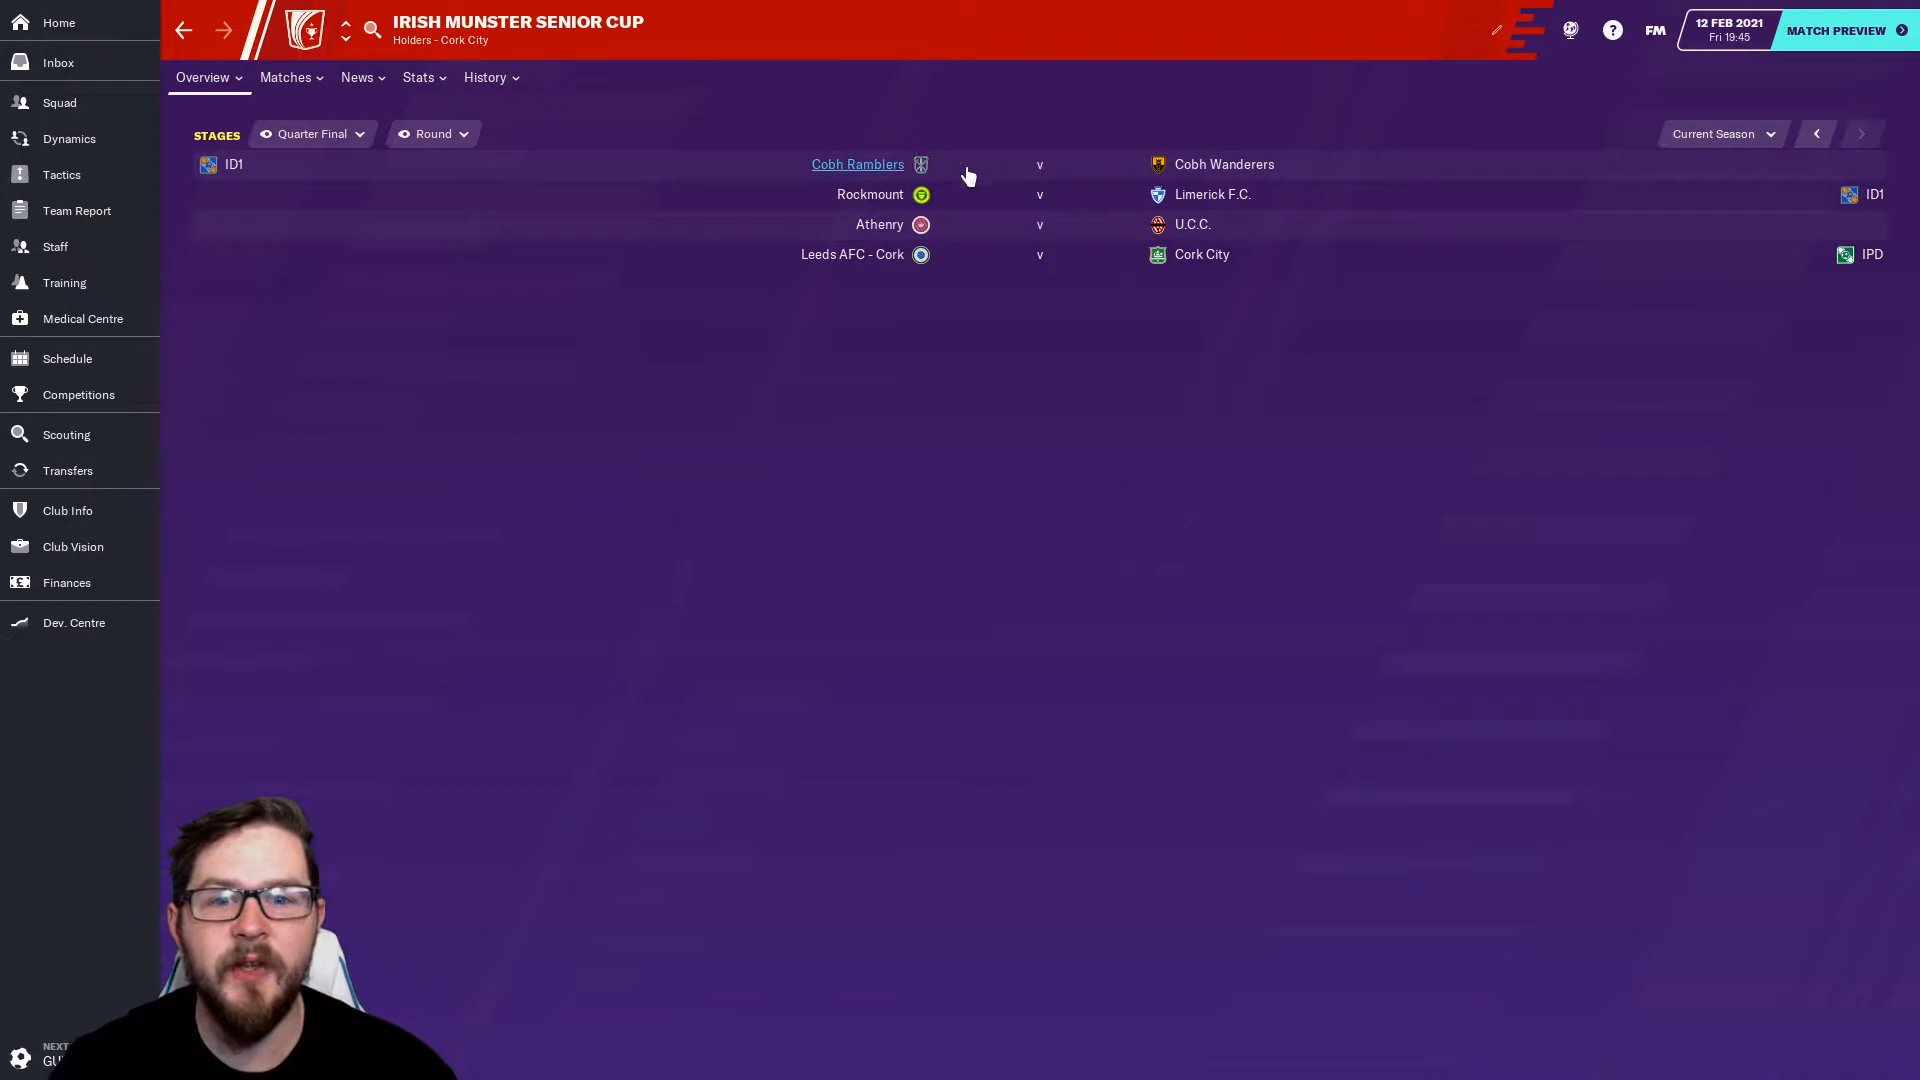 Home
Inbox
Squad
Dynamics
Tactics
Team Report
Staff
Training
Medical Centre
Schedule
Competitions
Scouting
Transfers
Club Info
Club Vision
Finances
Dev. Centre
NEXT
IRISH MUNSTER SENIOR CUP
Holders - Cork City
FM
12 FEB 2021
Fri 19:45
MATCH PREVIEW
Overview Matches News Stats History
STAGES Quarter Final Round Current Season
ID1 Cobh Ramblers v Cobh Wanderers
Rockmount v Limerick F.C. ID1
Athenry v U.C.C.
Leeds AFC - Cork v Cork City IPD